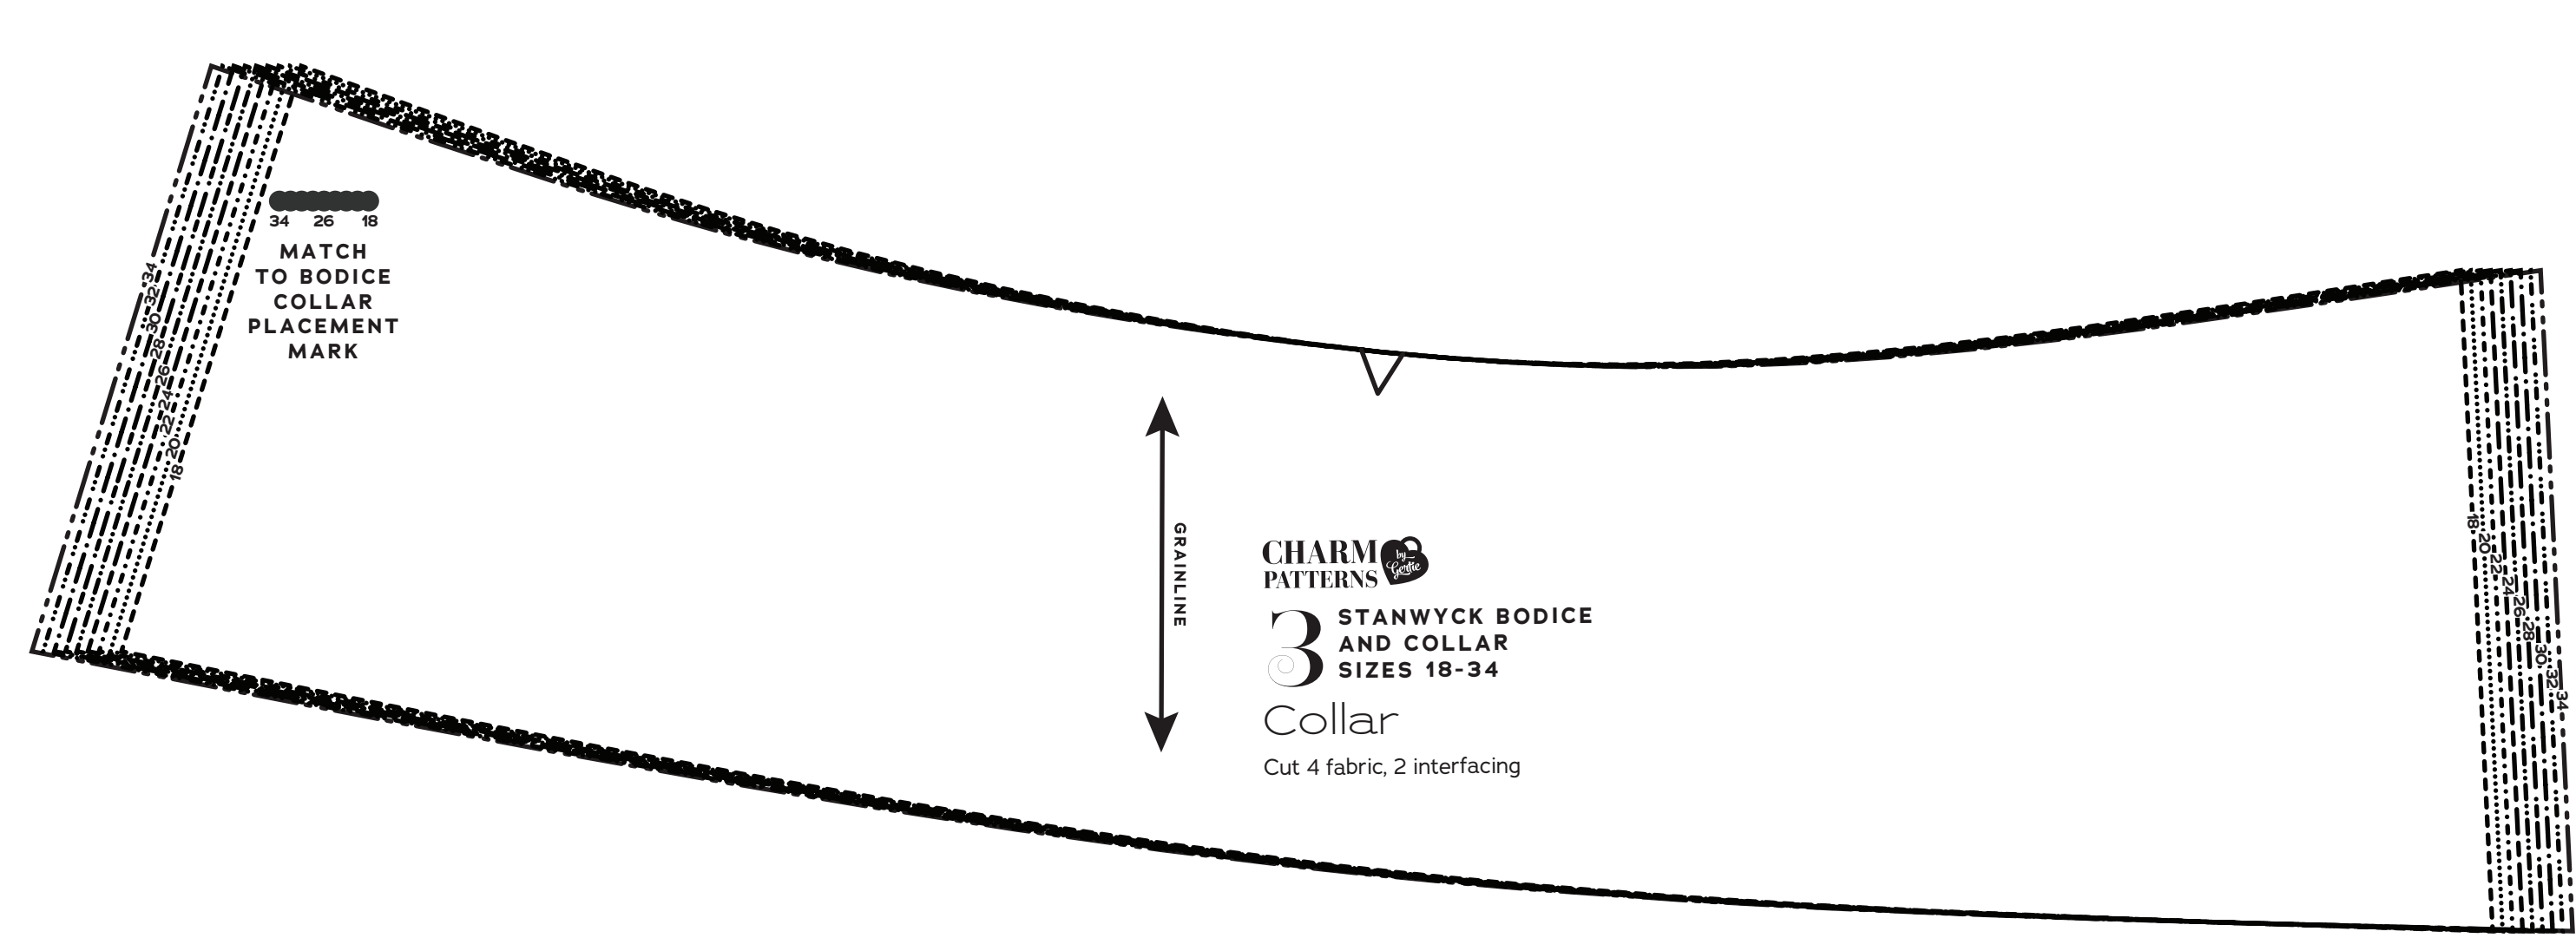 34 26 18
MATCH
TO BODICE
COLLAR
PLACEMENT
MARK
34
32
30
28
26
24
22
20
18
GRAINLINE
CHARM
PATTERNS
by
Gertie
3
STANWYCK BODICE
AND COLLAR
SIZES 18-34
Collar
Cut 4 fabric, 2 interfacing
18
20
22
24
26
28
30
32
34